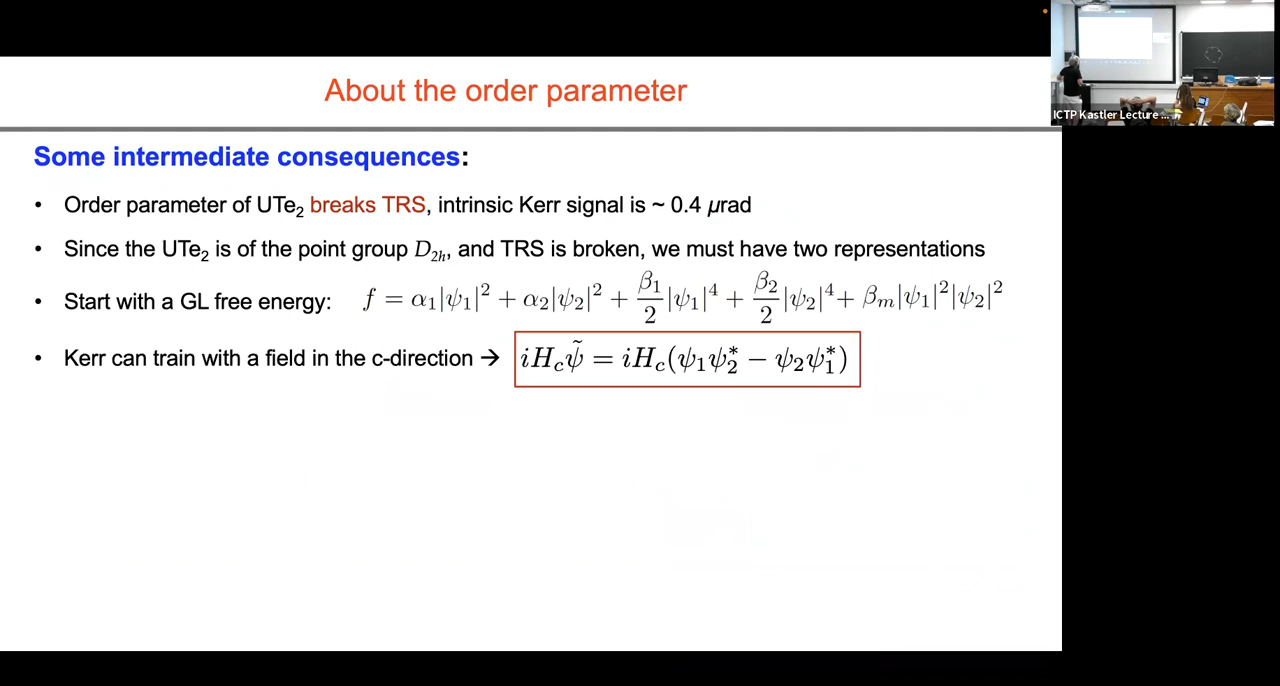 About the order parameter
ICTP Kastler Lecture ...
Some intermediate consequences:
• Order parameter of UTe₂ breaks TRS, intrinsic Kerr signal is ~ 0.4 μrad
• Since the UTe₂ is of the point group D₂ₕ, and TRS is broken, we must have two representations
• Start with a GL free energy: f = α₁|ψ₁|² + α₂|ψ₂|² + β₁/2 |ψ₁|⁴ + β₂/2 |ψ₂|⁴ + βₘ|ψ₁|²|ψ₂|²
• Kerr can train with a field in the c-direction → iH_c ψ̃ = iH_c(ψ₁ψ₂* − ψ₂ψ₁*)